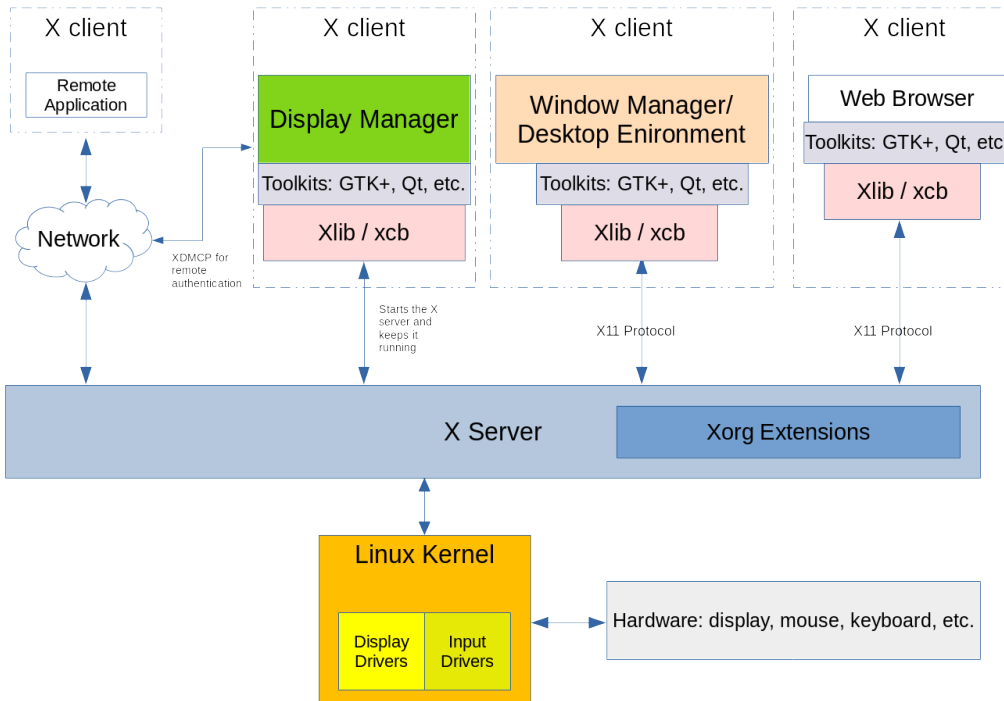 X client
Remote
Application
Network
XDMCP for
remote
authentication
X client
Display Manager
Toolkits: GTK+, Qt, etc.
Xlib / xcb
Starts the X
server and
keeps it
running
X client
Window Manager/
Desktop Enironment
Toolkits: GTK+, Qt, etc.
Xlib / xcb
X11 Protocol
X client
Web Browser
Toolkits: GTK+, Qt, etc
Xlib / xcb
X11 Protocol
X Server
Xorg Extensions
Linux Kernel
Display
Drivers
Input
Drivers
Hardware: display, mouse, keyboard, etc.